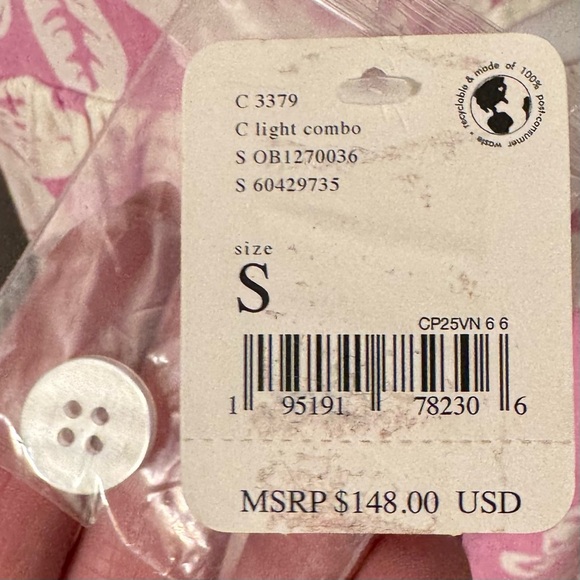 C 3379
C light combo
S OB1270036
S 60429735
recyclable & made of 100% post-consumer waste
size
S
CP25VN 6 6
1 95191 78230 6
MSRP $148.00 USD